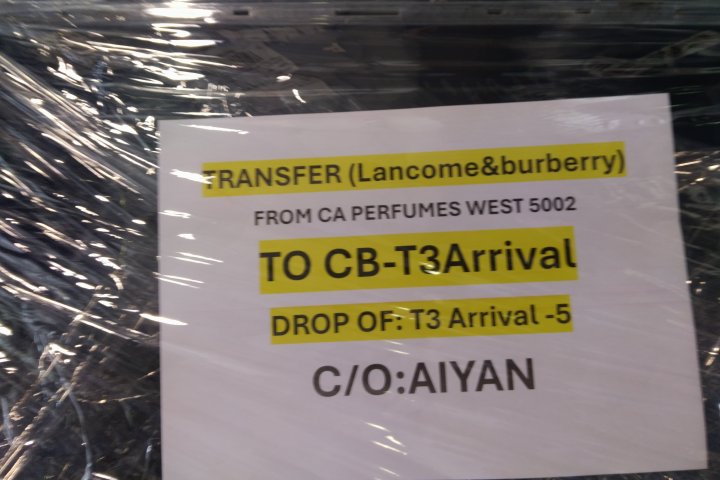 TRANSFER (Lancome&burberry)
FROM CA PERFUMES WEST 5002
TO CB-T3Arrival
DROP OF: T3 Arrival -5
C/O:AIYAN